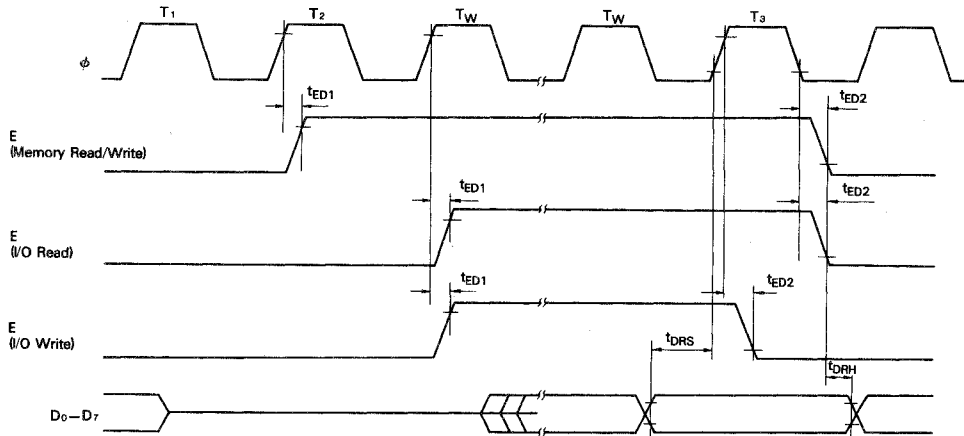 T1 T2 TW TW T3
φ
tED1 tED2
E
(Memory Read/Write)
tED1 tED2
E
(I/O Read)
tED1 tED2
E
(I/O Write)
tDRS
tDRH
D0–D7